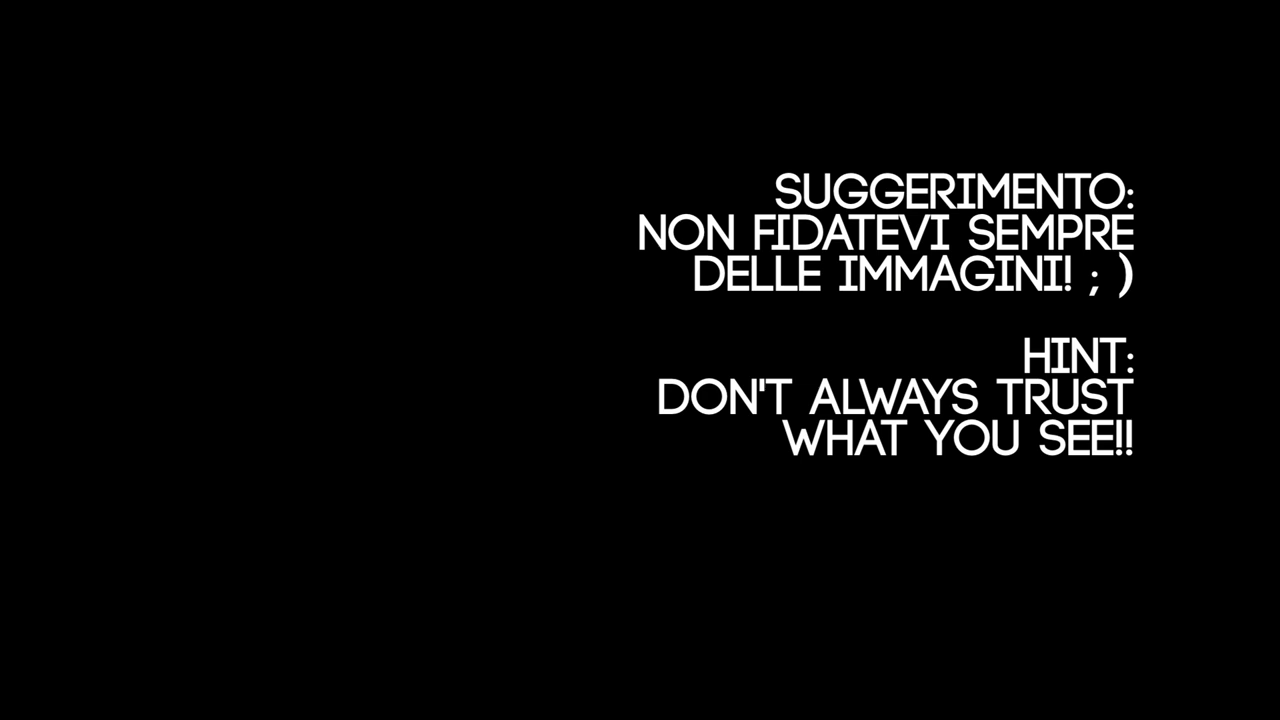 SUGGERIMENTO:
NON FIDATEVI SEMPRE
DELLE IMMAGINI! ; )
HINT:
DON'T ALWAYS TRUST
WHAT YOU SEE!!